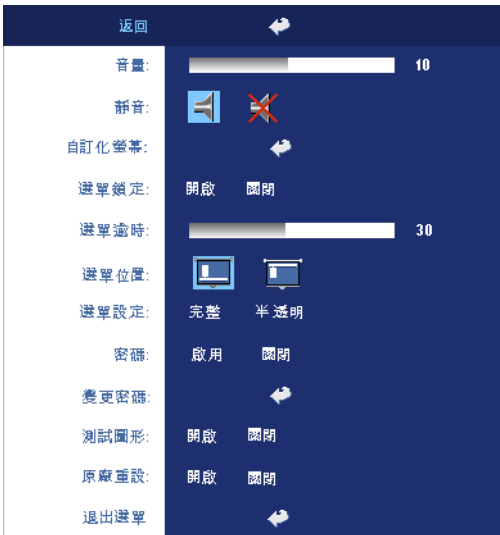 返回
音量: 10
靜音:
自訂化螢幕:
選單鎖定: 開啟 關閉
選單逾時: 30
選單位置:
選單設定: 完整 半透明
密碼: 啟用 關閉
變更密碼:
測試圖形: 開啟 關閉
原廠重設: 開啟 關閉
退出選單